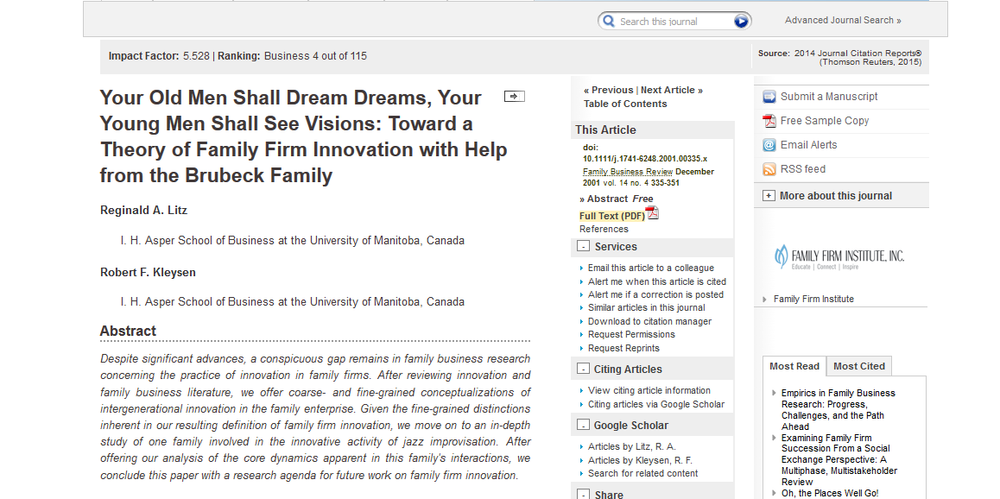 Search this journal
Advanced Journal Search »
Impact Factor: 5.528 | Ranking: Business 4 out of 115
Source: 2014 Journal Citation Reports®
(Thomson Reuters, 2015)
Your Old Men Shall Dream Dreams, Your
Young Men Shall See Visions: Toward a
Theory of Family Firm Innovation with Help
from the Brubeck Family
Reginald A. Litz
I. H. Asper School of Business at the University of Manitoba, Canada
Robert F. Kleysen
I. H. Asper School of Business at the University of Manitoba, Canada
Abstract
Despite significant advances, a conspicuous gap remains in family business research
concerning the practice of innovation in family firms. After reviewing innovation and
family business literature, we offer coarse- and fine-grained conceptualizations of
intergenerational innovation in the family enterprise. Given the fine-grained distinctions
inherent in our resulting definition of family firm innovation, we move on to an in-depth
study of one family involved in the innovative activity of jazz improvisation. After
offering our analysis of the core dynamics apparent in this family's interactions, we
conclude this paper with a research agenda for future work on family firm innovation.
« Previous | Next Article »
Table of Contents
This Article
doi:
10.1111/j.1741-6248.2001.00335.x
Family Business Review December
2001 vol. 14 no. 4 335-351
» Abstract Free
Full Text (PDF)
References
- Services
Email this article to a colleague
Alert me when this article is cited
Alert me if a correction is posted
Similar articles in this journal
Download to citation manager
Request Permissions
Request Reprints
- Citing Articles
View citing article information
Citing articles via Google Scholar
- Google Scholar
Articles by Litz, R. A.
Articles by Kleysen, R. F.
Search for related content
- Share
Submit a Manuscript
Free Sample Copy
Email Alerts
RSS feed
+ More about this journal
FAMILY FIRM INSTITUTE, INC.
Educate | Connect | Inspire
Family Firm Institute
Most Read
Most Cited
Empirics in Family Business
Research: Progress,
Challenges, and the Path
Ahead
Examining Family Firm
Succession From a Social
Exchange Perspective: A
Multiphase, Multistakeholder
Review
Oh, the Places Well Go!